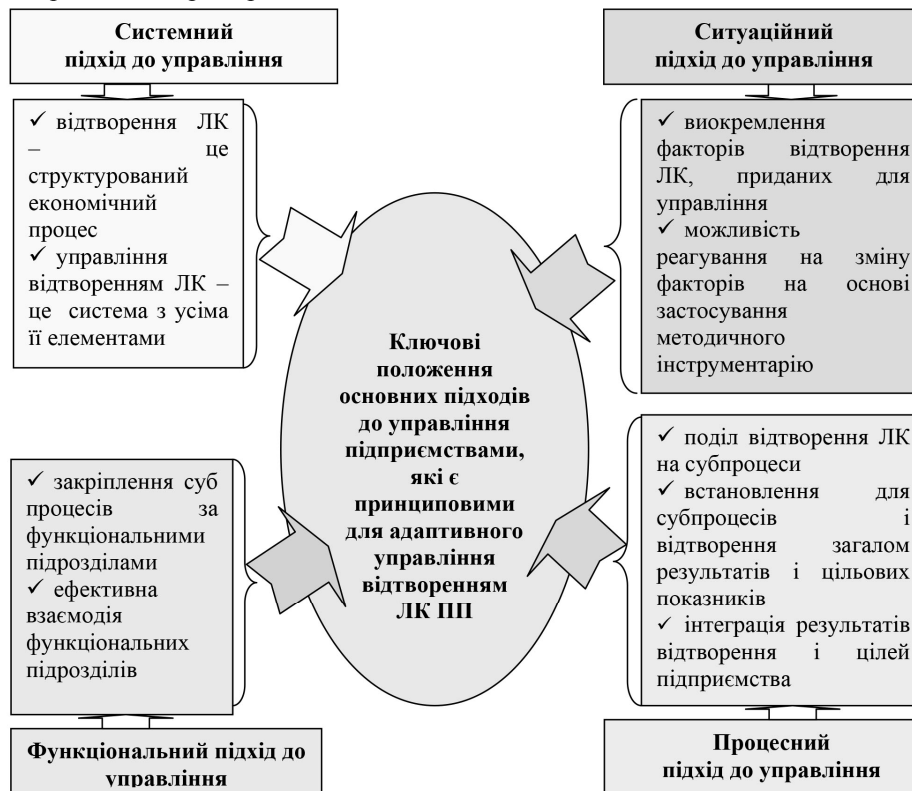 Системний
підхід до управління
✓ відтворення ЛК
– це
структурований
економічний
процес
✓ управління
відтворенням ЛК –
це система з усіма
її елементами
Ситуаційний
підхід до управління
✓ виокремлення
факторів відтворення
ЛК, приданих для
управління
✓ можливість
реагування на зміну
факторів на основі
застосування
методичного
інструментарію
Ключові
положення
основних підходів
до управління
підприємствами,
які є
принциповими
для адаптивного
управління
відтворенням
ЛК ПП
✓ закріплення суб
процесів за
функціональними
підрозділами
✓ ефективна
взаємодія
функціональних
підрозділів
Функціональний підхід до
управління
✓ поділ відтворення ЛК
на субпроцеси
✓ встановлення для
субпроцесів і
відтворення загалом
результатів і цільових
показників
✓ інтеграція результатів
відтворення і цілей
підприємства
Процесний
підхід до управління